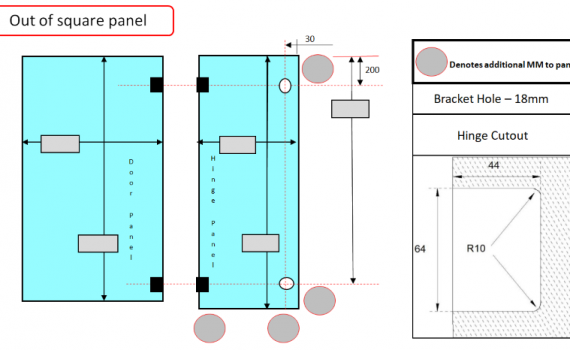 Out of square panel
30
200
Door Panel
Hinge Panel
Denotes additional MM to pan
Bracket Hole – 18mm
Hinge Cutout
44
64
R10